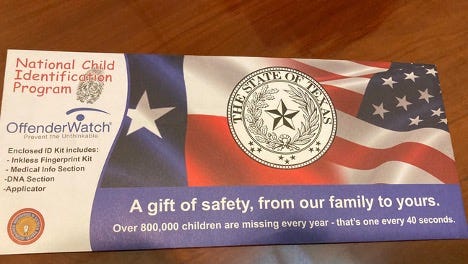 National Child
Identification
Program
OffenderWatch®
Prevent the Unthinkable
Enclosed ID Kit includes:
- Inkless Fingerprint Kit
- Medical Info Section
-DNA Section
-Applicator
THE STATE OF TEXAS
A gift of safety, from our family to yours.
Over 800,000 children are missing every year - that's one every 40 seconds.